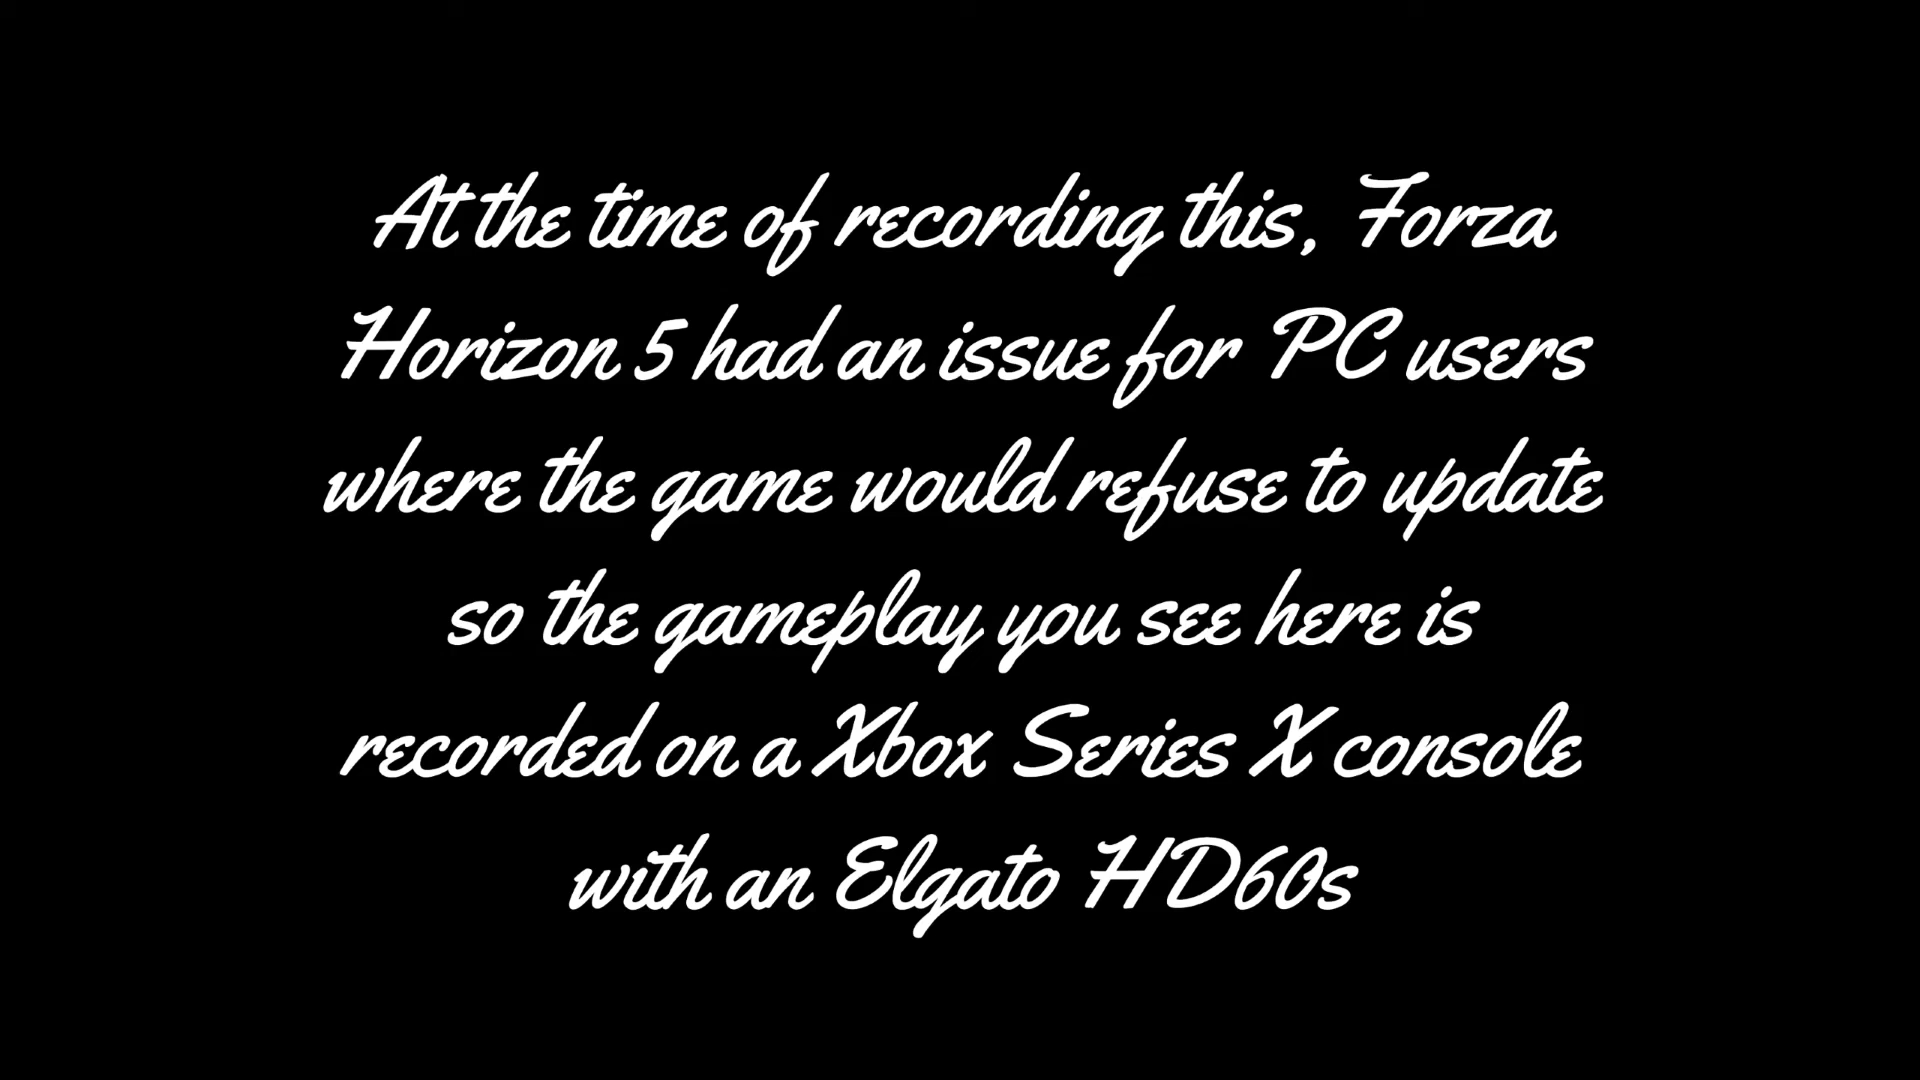 At the time of recording this, Forza
Horizon 5 had an issue for PC users
where the game would refuse to update
so the gameplay you see here is
recorded on a Xbox Series X console
with an Elgato HD60s